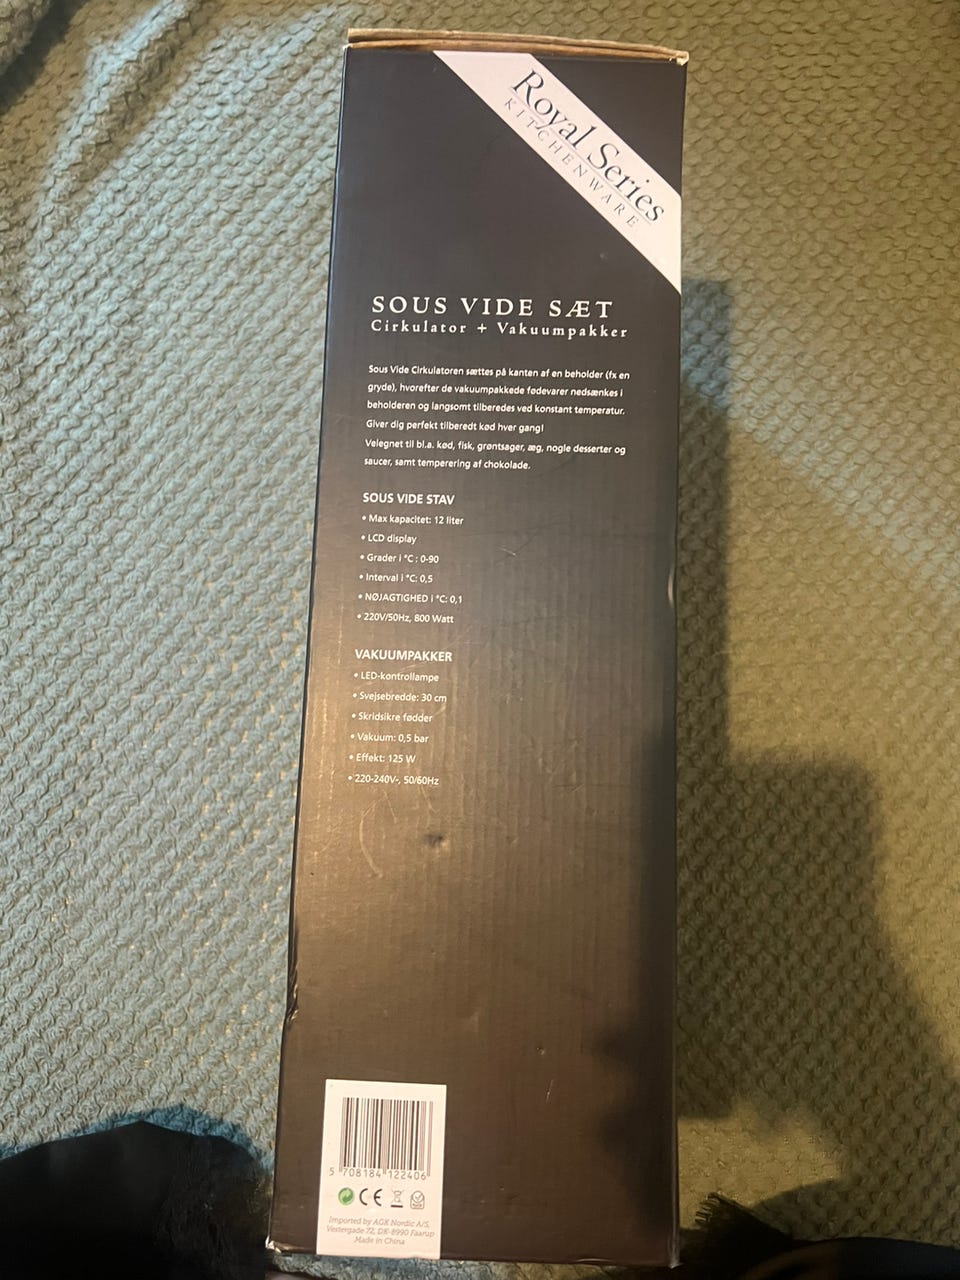 Royal Series
KITCHENWARE
SOUS VIDE SÆT
Cirkulator + Vakuumpakker
Sous Vide Cirkulatoren sættes på kanten af en beholder (fx en
gryde), hvorefter de vakuumpakkede fødevarer nedsænkes i
beholderen og langsomt tilberedes ved konstant temperatur.
Giver dig perfekt tilberedt kød hver gang!
Velegnet til bl.a. kød, fisk, grøntsager, æg, nogle desserter og
saucer, samt temperering af chokolade.
SOUS VIDE STAV
• Max kapacitet: 12 liter
• LCD display
• Grader i °C : 0-90
• Interval i °C: 0,5
• NØJAGTIGHED i °C: 0,1
• 220V/50Hz, 800 Watt
VAKUUMPAKKER
• LED-kontrollampe
• Svejsebredde: 30 cm
• Skridsikre fødder
• Vakuum: 0,5 bar
• Effekt: 125 W
• 220-240V~, 50/60Hz
5 708184 122406
CE
Imported by AGK Nordic A/S,
Vestergade 72, DK-8990 Faarup
Made in China